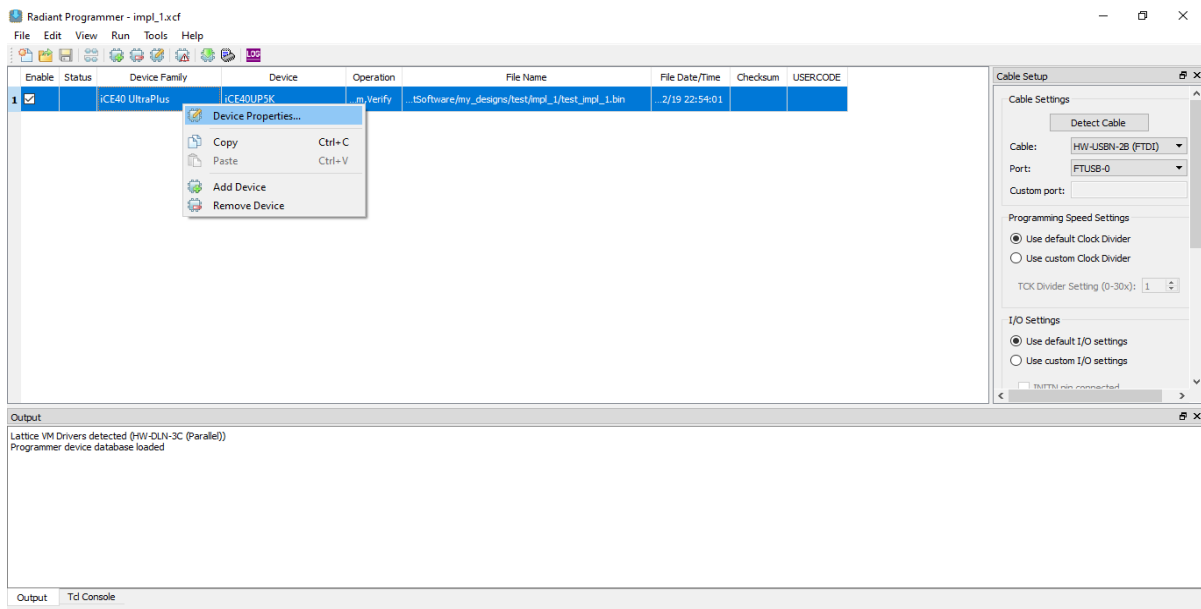 Radiant Programmer - impl_1.xcf
File Edit View Run Tools Help
LOG
Enable Status Device Family Device Operation File Name File Date/Time Checksum USERCODE
1 iCE40 UltraPlus iCE40UP5K ...m,Verify ...tSoftware/my_designs/test/impl_1/test_impl_1.bin ...2/19 22:54:01
Device Properties...
Copy Ctrl+C
Paste Ctrl+V
Add Device
Remove Device
Cable Setup
Cable Settings
Detect Cable
Cable: HW-USBN-2B (FTDI)
Port: FTUSB-0
Custom port:
Programming Speed Settings
Use default Clock Divider
Use custom Clock Divider
TCK Divider Setting (0-30x): 1
I/O Settings
Use default I/O settings
Use custom I/O settings
INITN pin connected
Output
Lattice VM Drivers detected (HW-DLN-3C (Parallel))
Programmer device database loaded
Output Tcl Console